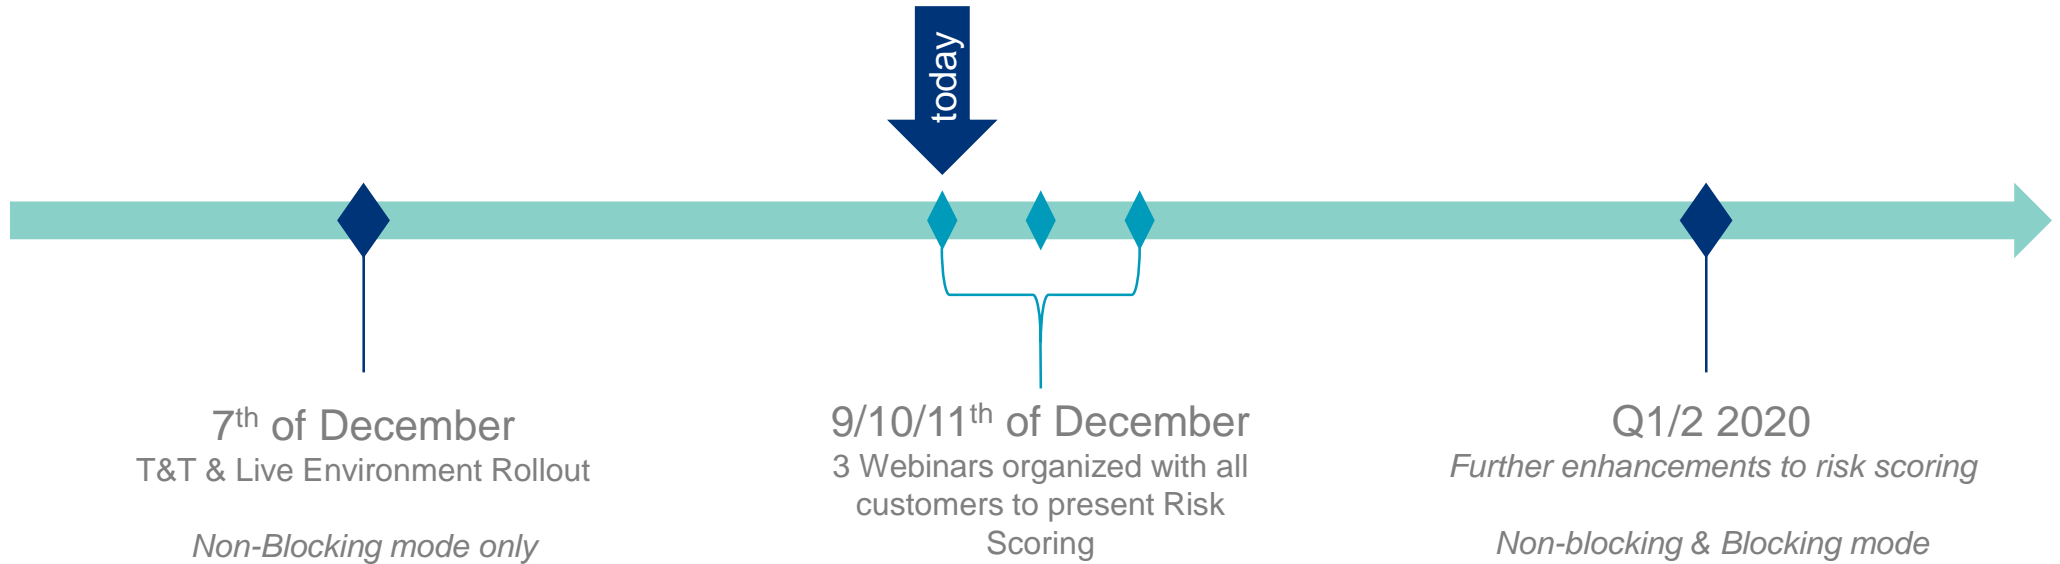 today
7th of December
T&T & Live Environment Rollout
Non-Blocking mode only
9/10/11th of December
3 Webinars organized with all
customers to present Risk
Scoring
Q1/2 2020
Further enhancements to risk scoring
Non-blocking & Blocking mode